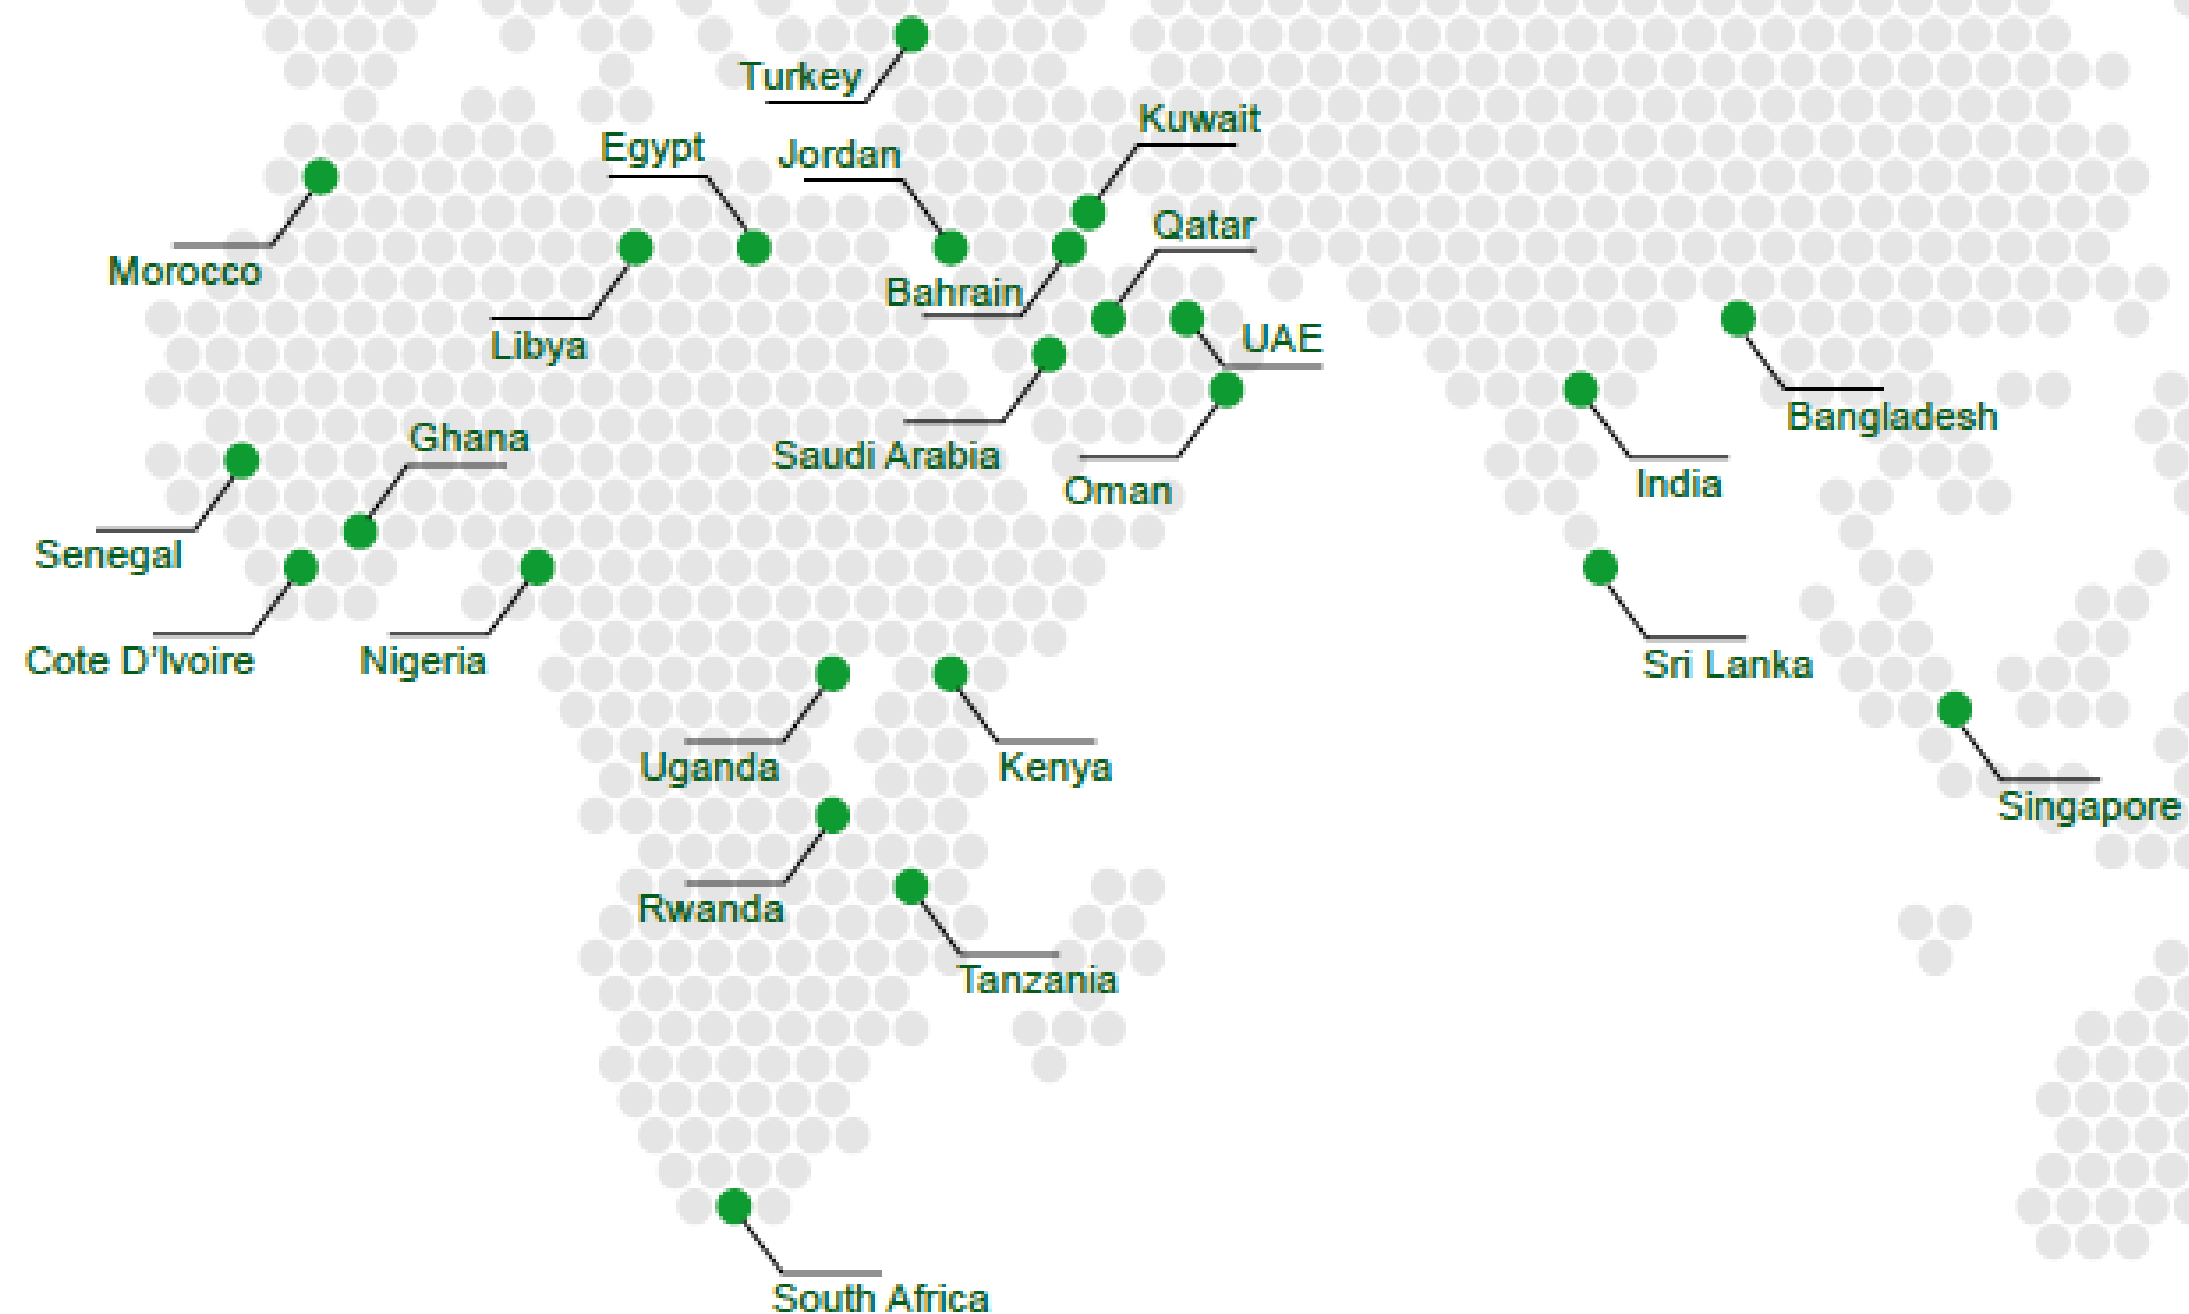 Turkey
Kuwait
Egypt
Jordan
Qatar
Morocco
Bahrain
Libya
UAE
Bangladesh
Ghana
Saudi Arabia
Oman
India
Senegal
Cote D'Ivoire
Nigeria
Sri Lanka
Uganda
Kenya
Singapore
Rwanda
Tanzania
South Africa